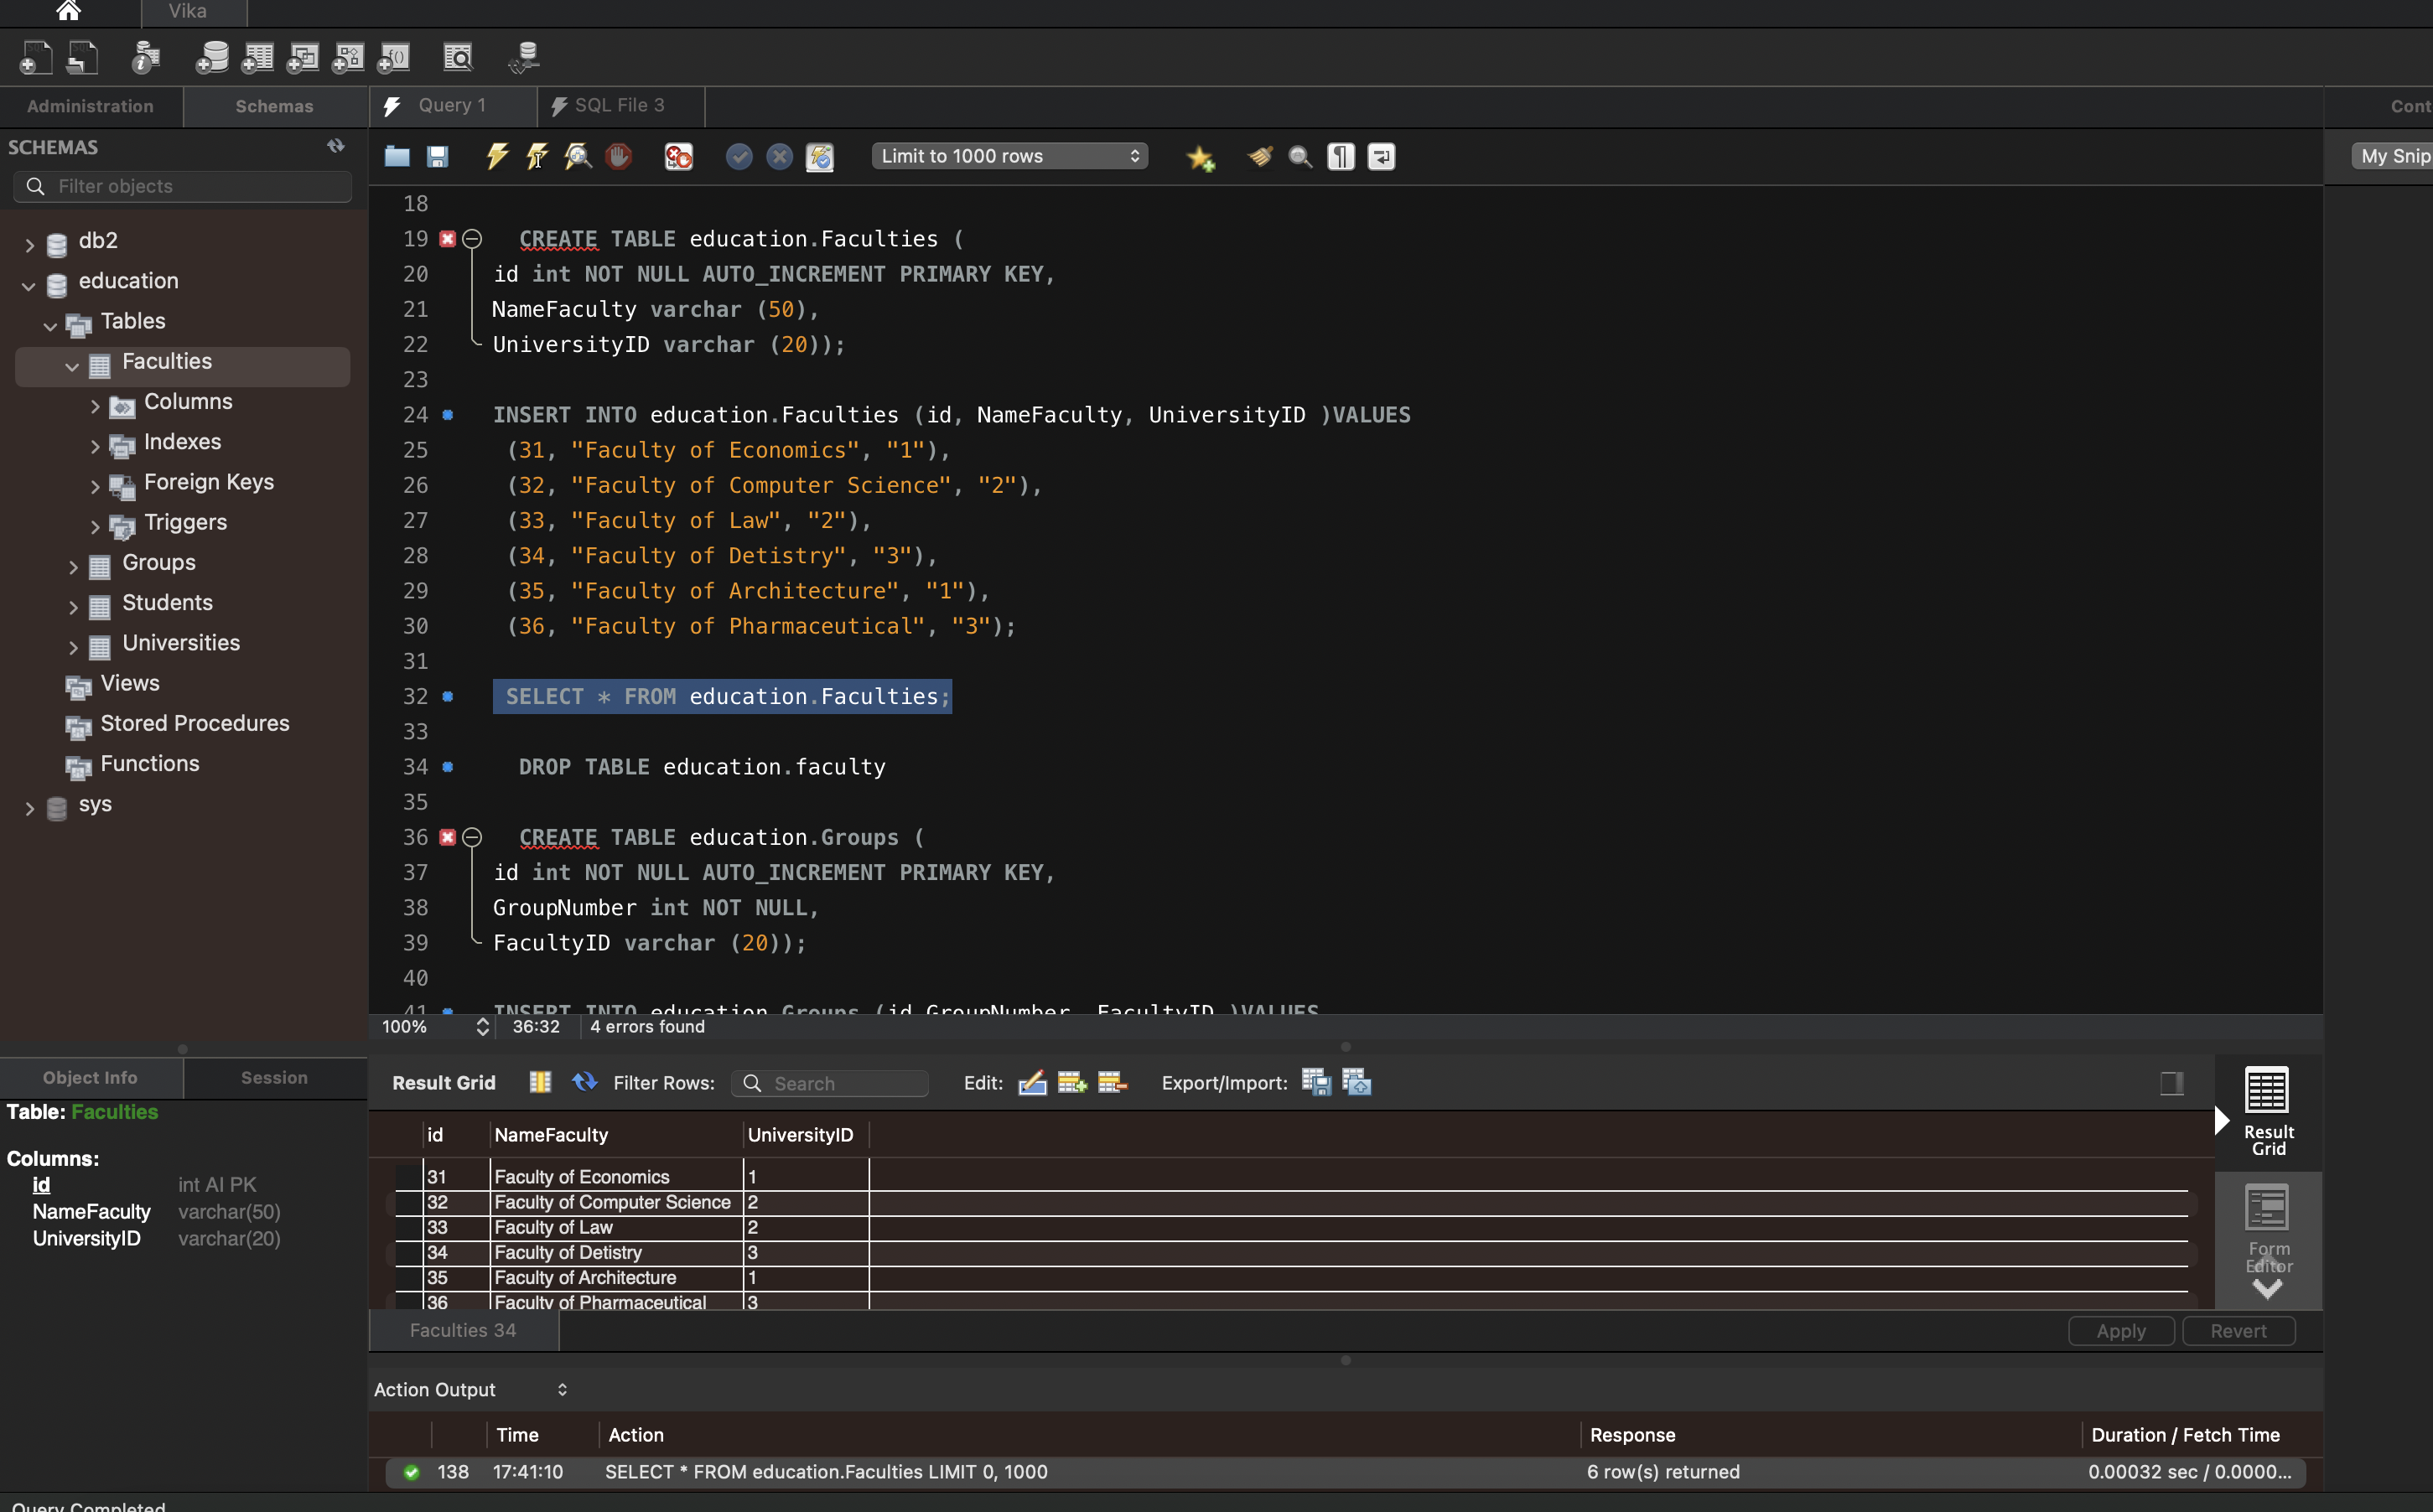 Vika
Administration
Schemas
Query 1
SQL File 3
SCHEMAS
Filter objects
db2
education
Tables
Faculties
Columns
Indexes
Foreign Keys
Triggers
Groups
Students
Universities
Views
Stored Procedures
Functions
sys
Limit to 1000 rows
My Snip
Cont
18
19 CREATE TABLE education.Faculties (
20 id int NOT NULL AUTO_INCREMENT PRIMARY KEY,
21 NameFaculty varchar (50),
22 UniversityID varchar (20));
23
24 INSERT INTO education.Faculties (id, NameFaculty, UniversityID )VALUES
25 (31, "Faculty of Economics", "1"),
26 (32, "Faculty of Computer Science", "2"),
27 (33, "Faculty of Law", "2"),
28 (34, "Faculty of Detistry", "3"),
29 (35, "Faculty of Architecture", "1"),
30 (36, "Faculty of Pharmaceutical", "3");
31
32 SELECT * FROM education.Faculties;
33
34 DROP TABLE education.faculty
35
36 CREATE TABLE education.Groups (
37 id int NOT NULL AUTO_INCREMENT PRIMARY KEY,
38 GroupNumber int NOT NULL,
39 FacultyID varchar (20));
40
41 INSERT INTO education.Groups (id,GroupNumber, FacultyID )VALUES
100% 36:32 4 errors found
Object Info
Session
Table: Faculties
Columns:
id int AI PK
NameFaculty varchar(50)
UniversityID varchar(20)
Result Grid Filter Rows: Search Edit: Export/Import:
id NameFaculty UniversityID
31 Faculty of Economics 1
32 Faculty of Computer Science 2
33 Faculty of Law 2
34 Faculty of Detistry 3
35 Faculty of Architecture 1
36 Faculty of Pharmaceutical 3
Result
Grid
Form
Editor
Faculties 34
Apply
Revert
Action Output
Time Action Response Duration / Fetch Time
138 17:41:10 SELECT * FROM education.Faculties LIMIT 0, 1000 6 row(s) returned 0.00032 sec / 0.0000...
Query Completed